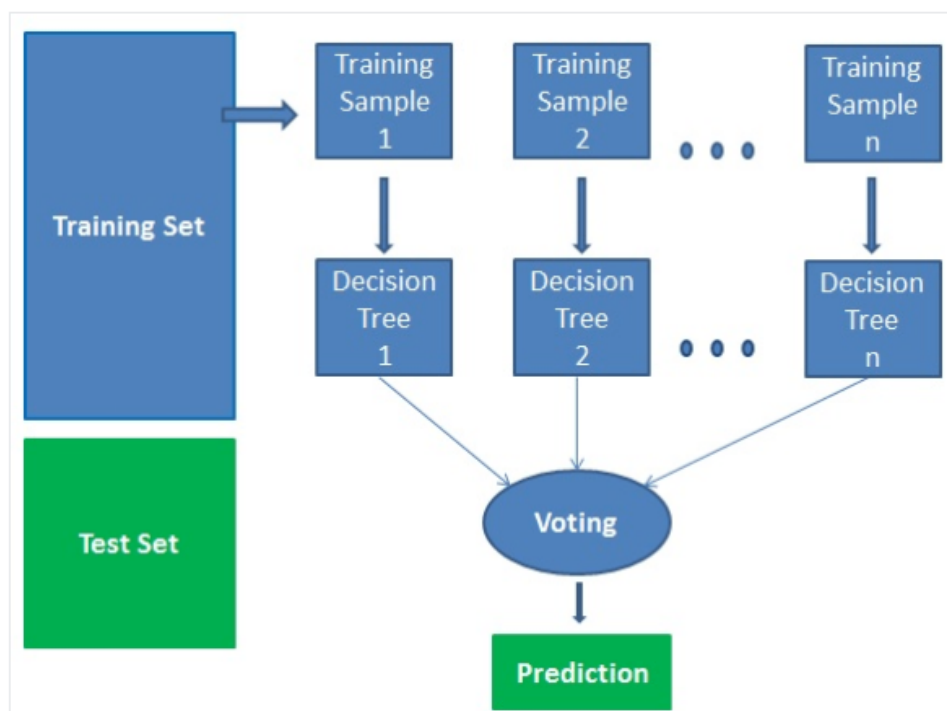 Training Set
Training
Sample
1
Training
Sample
2
Training
Sample
n
Decision
Tree
1
Decision
Tree
2
Decision
Tree
n
Test Set
Voting
Prediction